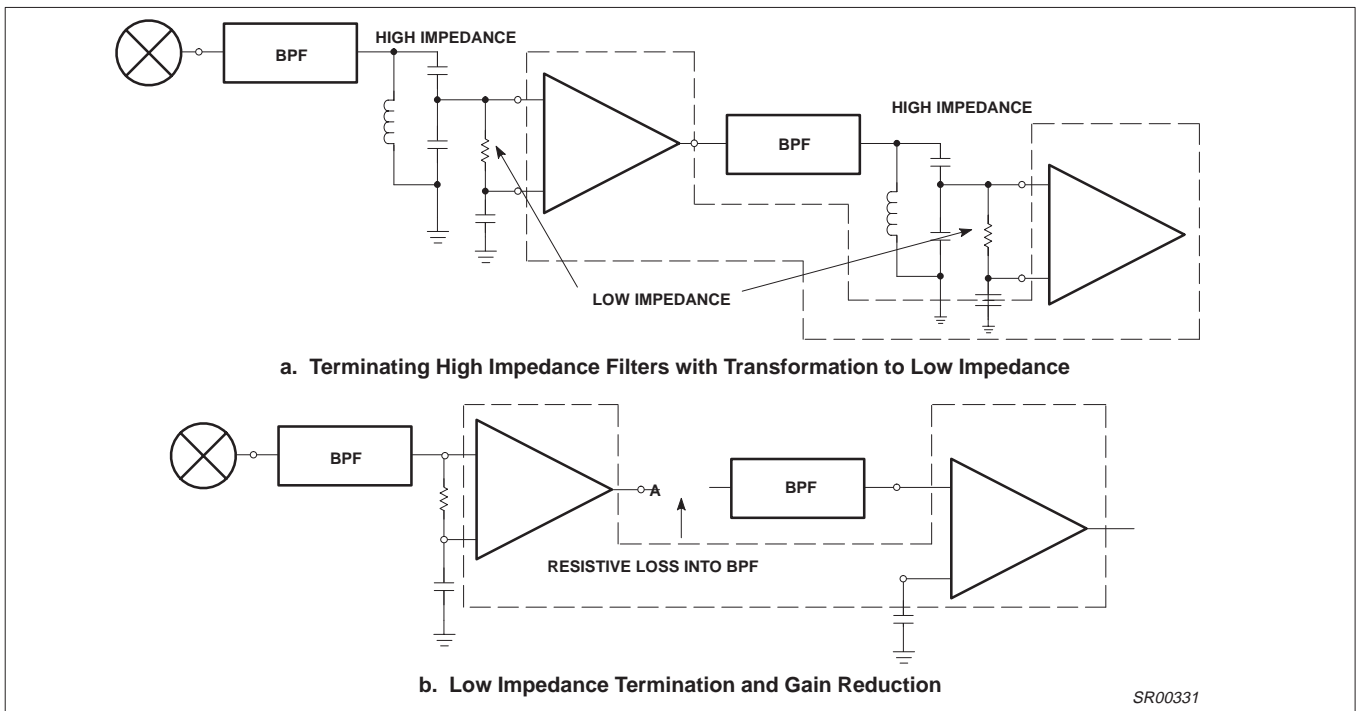 HIGH IMPEDANCE
BPF
HIGH IMPEDANCE
BPF
LOW IMPEDANCE
a. Terminating High Impedance Filters with Transformation to Low Impedance
BPF
A
BPF
RESISTIVE LOSS INTO BPF
b. Low Impedance Termination and Gain Reduction
SR00331